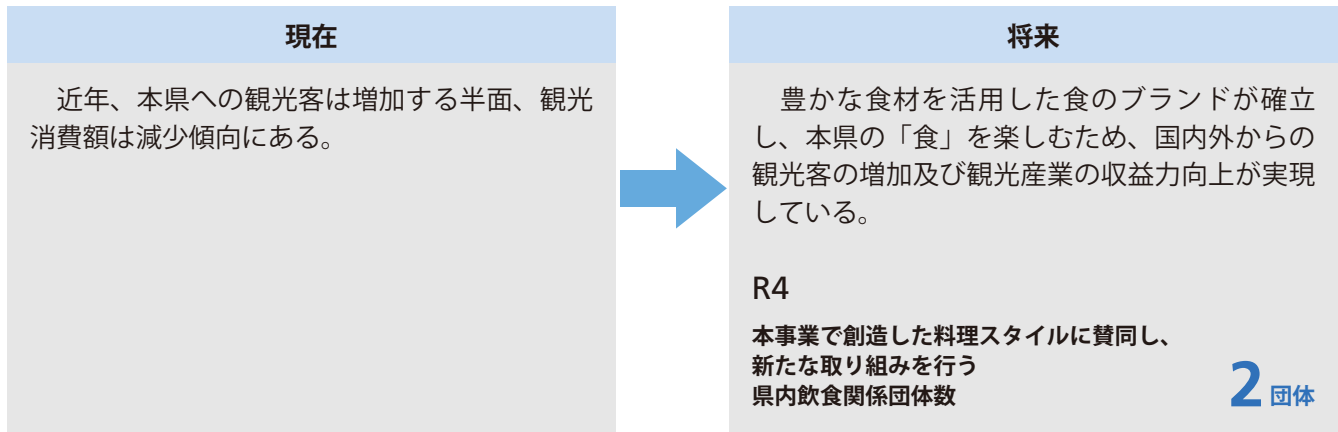 現在
　近年、本県への観光客は増加する半面、観光
消費額は減少傾向にある。
将来
　豊かな食材を活用した食のブランドが確立
し、本県の「食」を楽しむため、国内外からの
観光客の増加及び観光産業の収益力向上が実現
している。
R4
本事業で創造した料理スタイルに賛同し、
新たな取り組みを行う
県内飲食関係団体数
2団体